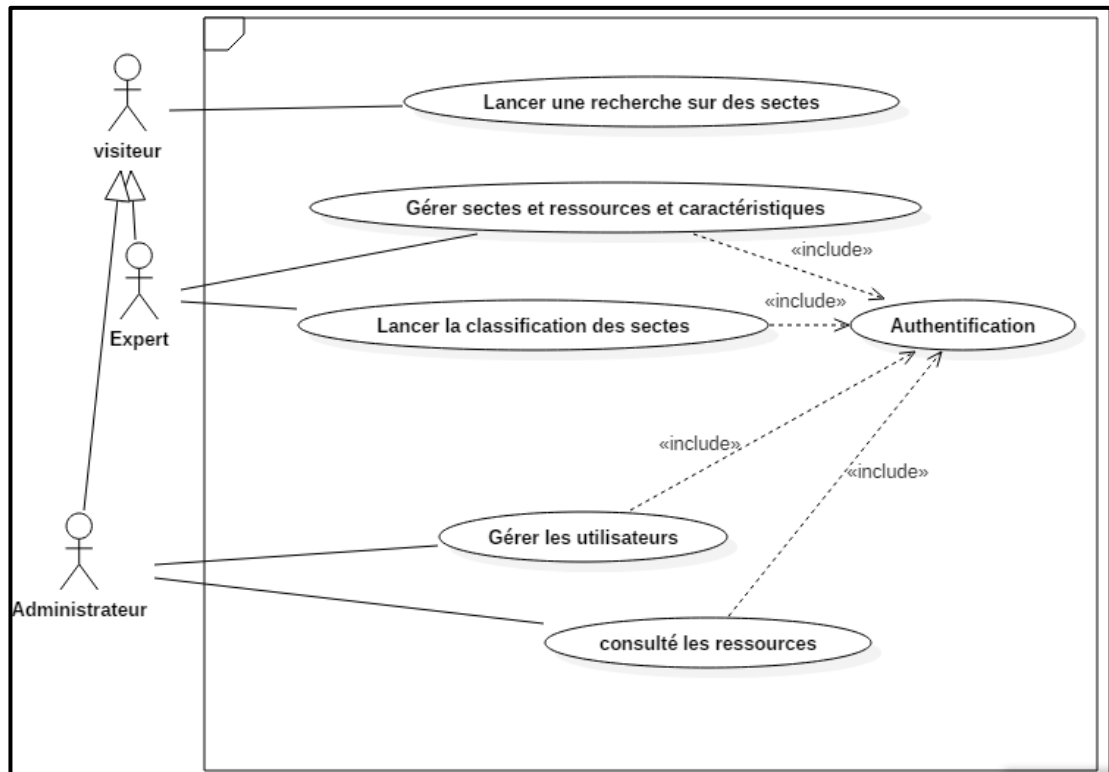 Lancer une recherche sur des sectes
visiteur
Gérer sectes et ressources et caractéristiques
«include»
«include»
Expert
Lancer la classification des sectes
Authentification
«include»
«include»
Gérer les utilisateurs
Administrateur
consulté les ressources